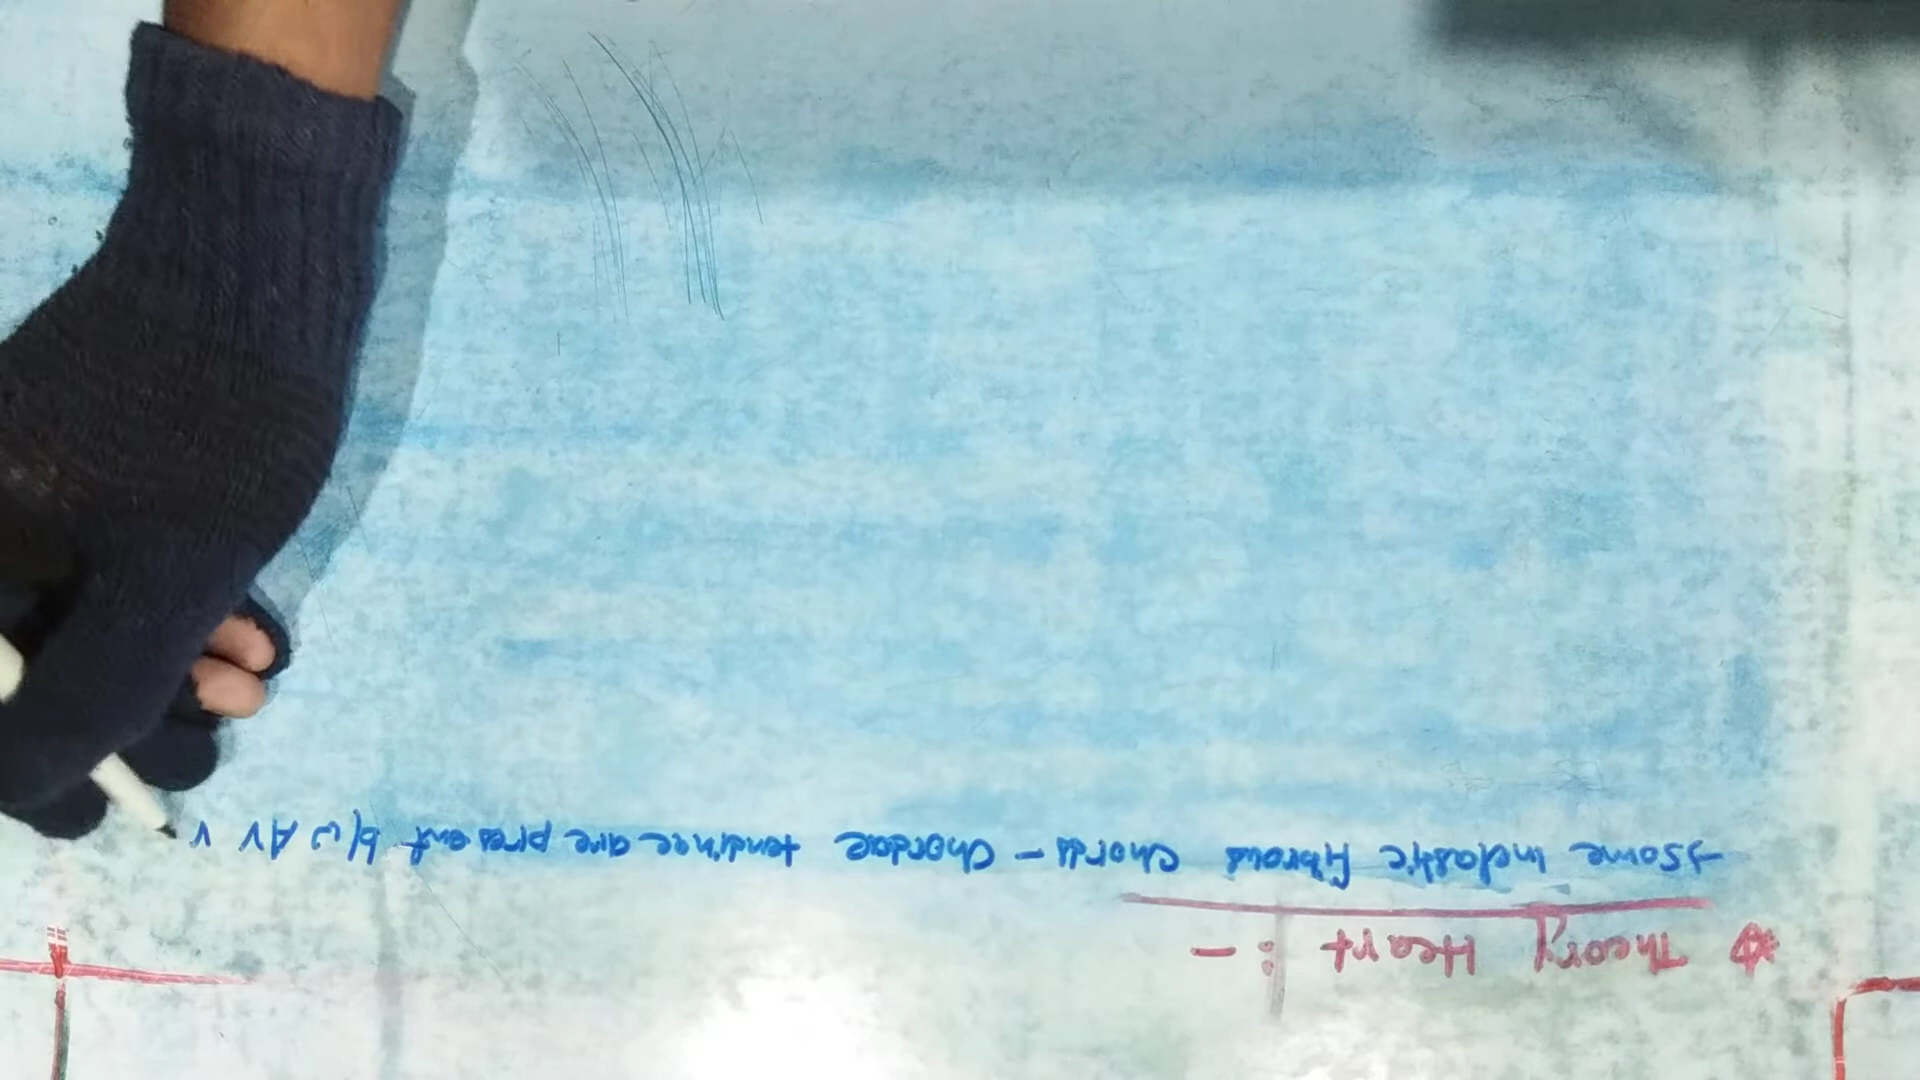 Theory Heart :-
→ Some inelastic fibrous chords - Chordae tendinae are present b/w AV V